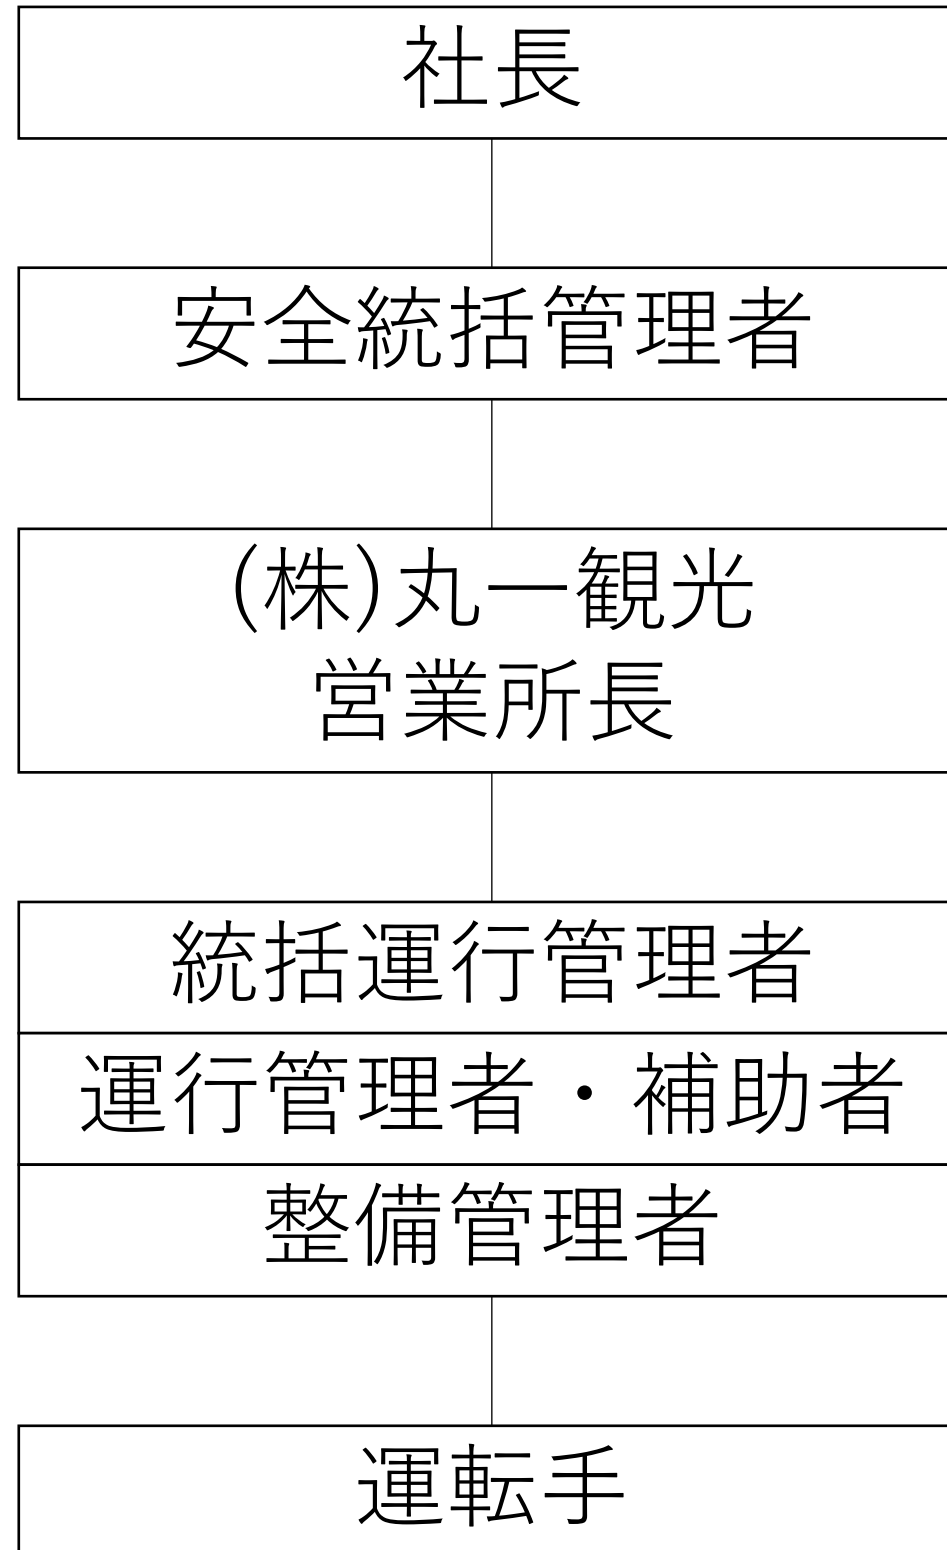 社長
安全統括管理者
(株)丸一観光
営業所長
統括運行管理者
運行管理者・補助者
整備管理者
運転手